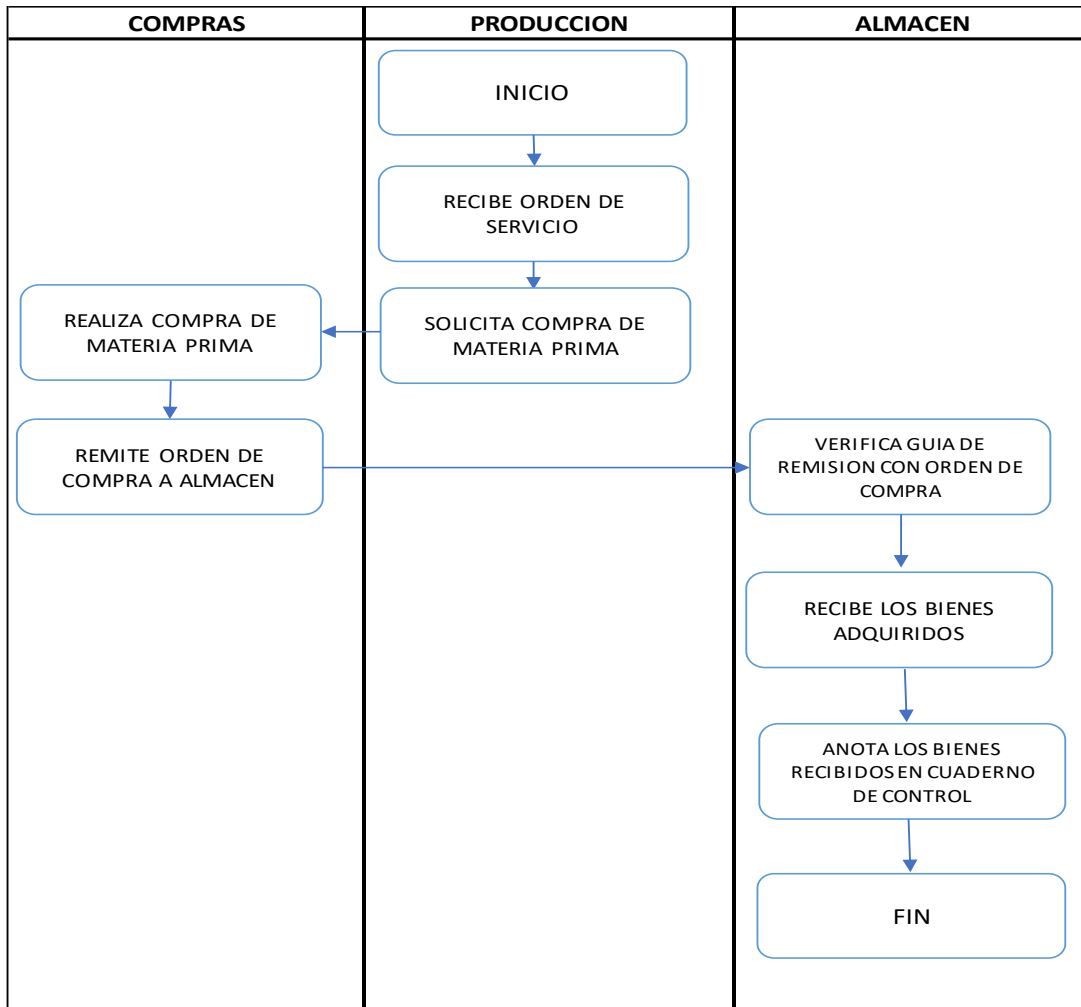 COMPRAS
PRODUCCION
ALMACEN
INICIO
RECIBE ORDEN DE
SERVICIO
SOLICITA COMPRA DE
MATERIA PRIMA
REALIZA COMPRA DE
MATERIA PRIMA
REMITE ORDEN DE
COMPRA A ALMACEN
VERIFICA GUIA DE
REMISION CON ORDEN DE
COMPRA
RECIBE LOS BIENES
ADQUIRIDOS
ANOTA LOS BIENES
RECIBIDOS EN CUADERNO
DE CONTROL
FIN